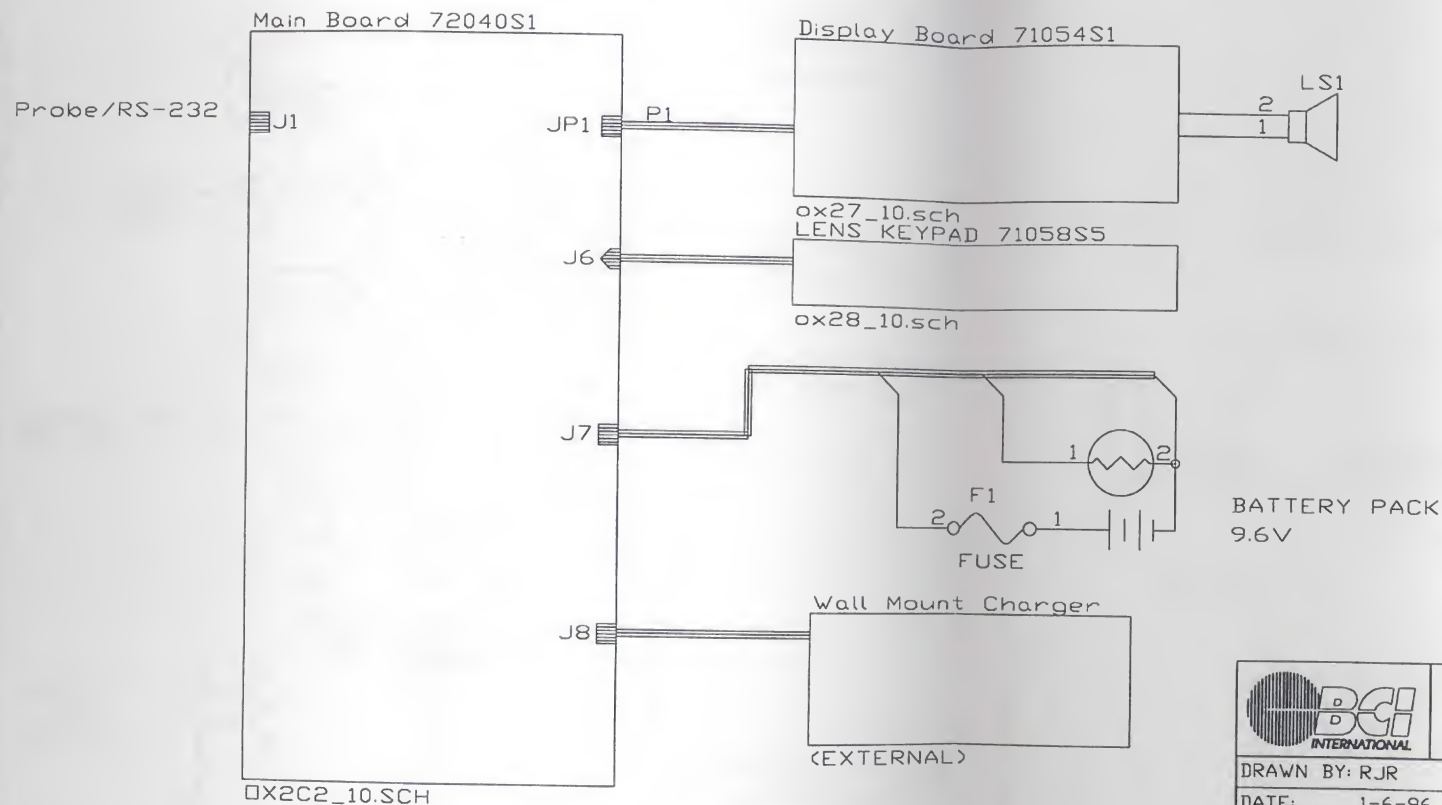 Main Board 72040S1
Probe/RS-232
J1
JP1
P1
Display Board 71054S1
2
1
LS1
ox27_10.sch
LENS KEYPAD 71058S5
J6
ox28_10.sch
J7
1
2
F1
2
1
FUSE
BATTERY PACK
9.6V
J8
Wall Mount Charger
(EXTERNAL)
OX2C2_10.SCH
BCI
INTERNATIONAL
DRAWN BY: RJR
DATE: 1-6-96